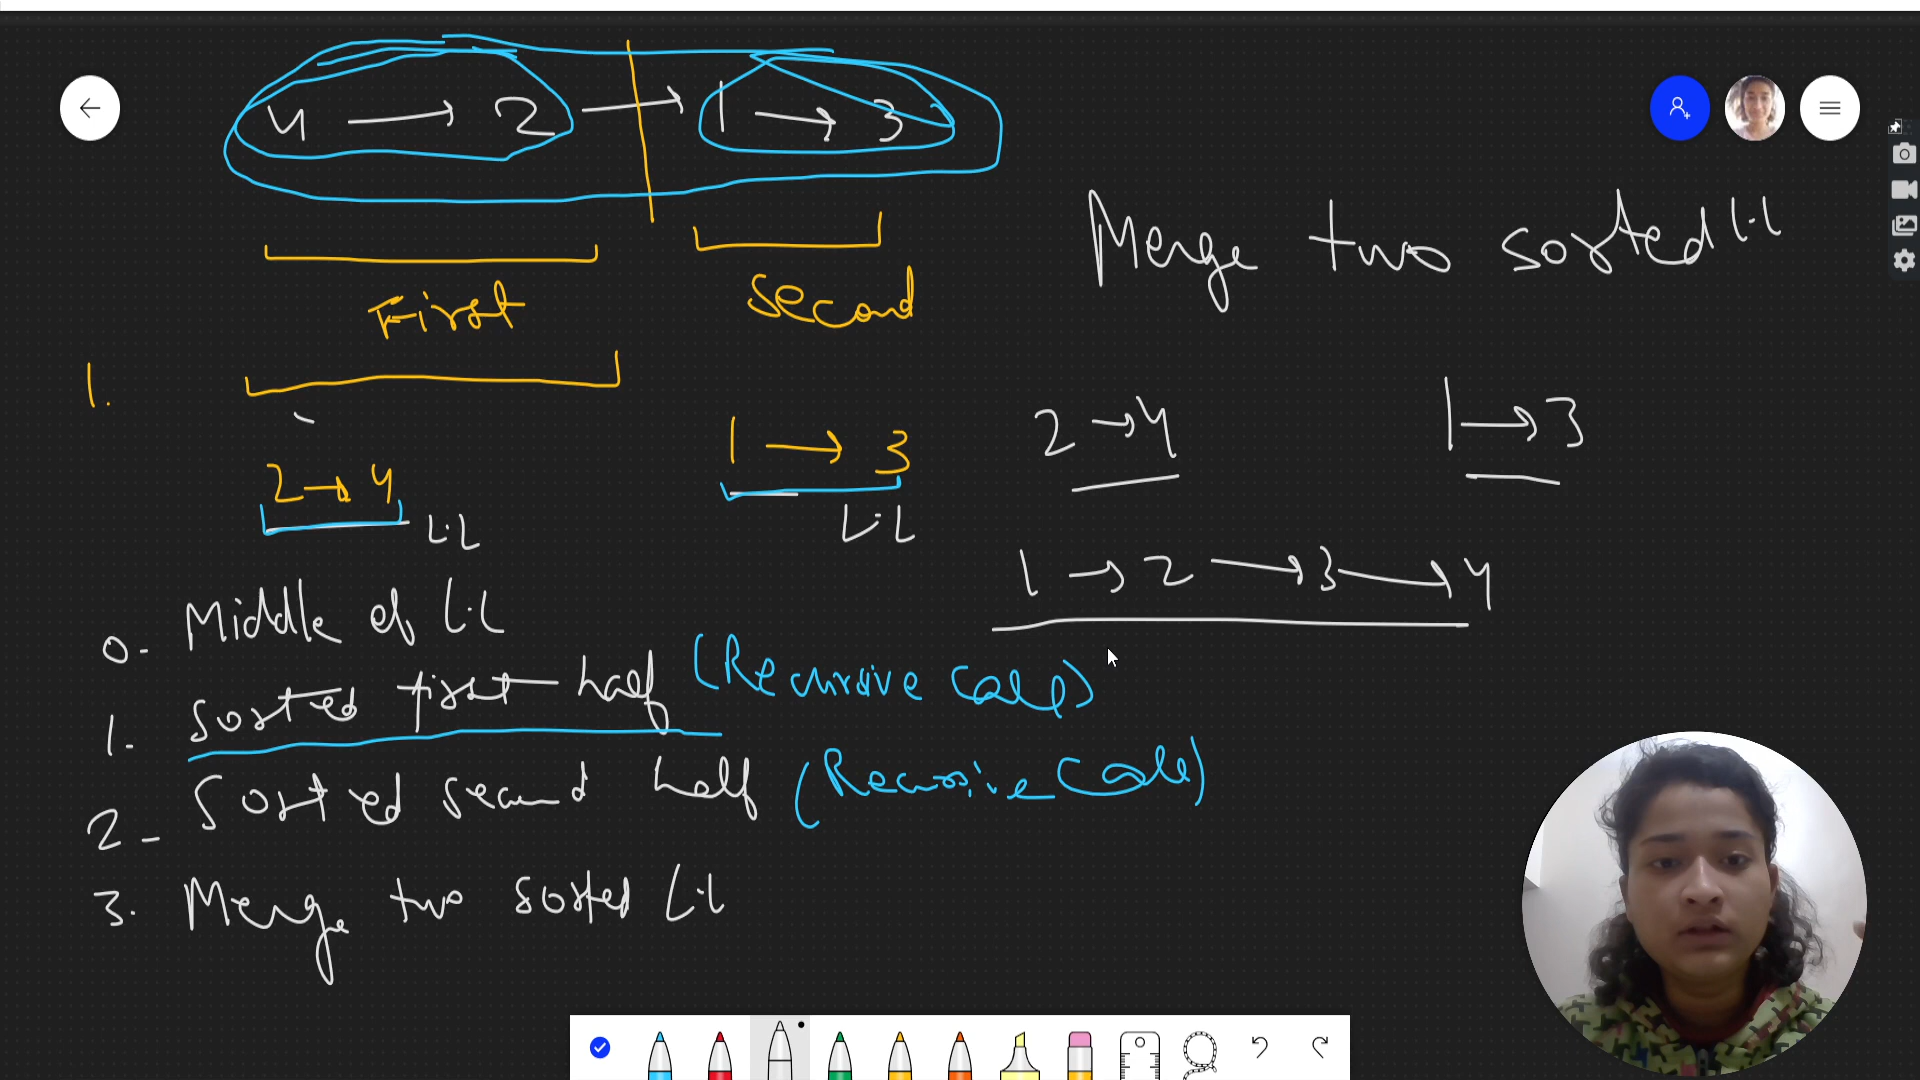 4 → 2 → 1 → 3
First
Second
Merge two sorted L.L
1.
2 → 4 L.L
1 → 3 L.L
2 → 4
1 → 3
1 → 2 → 3 → 4
0- Middle of L.L
1- Sorted first half (Recursive Call)
2- Sorted second half (Recursive Call)
3. Merge two sorted L.L